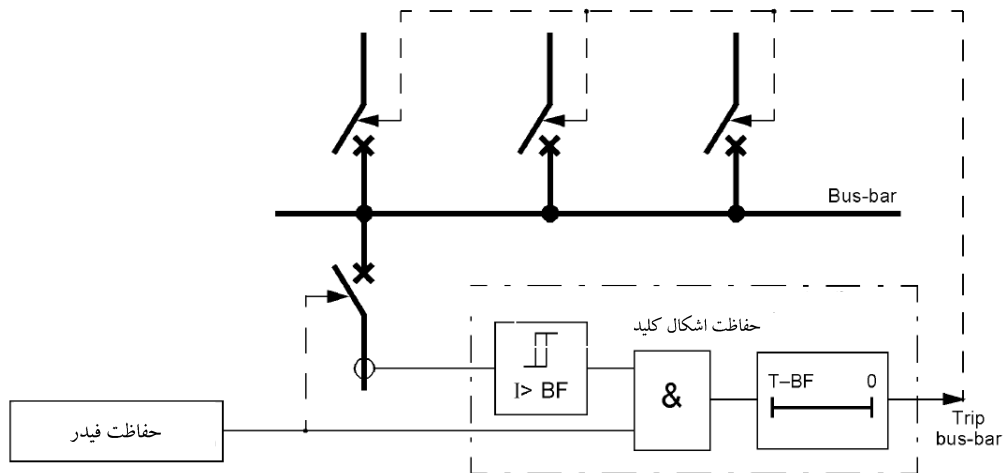 Bus-bar
حفاظت اشکال کلید
I> BF
&
T–BF 0
Trip
bus-bar
حفاظت فیدر